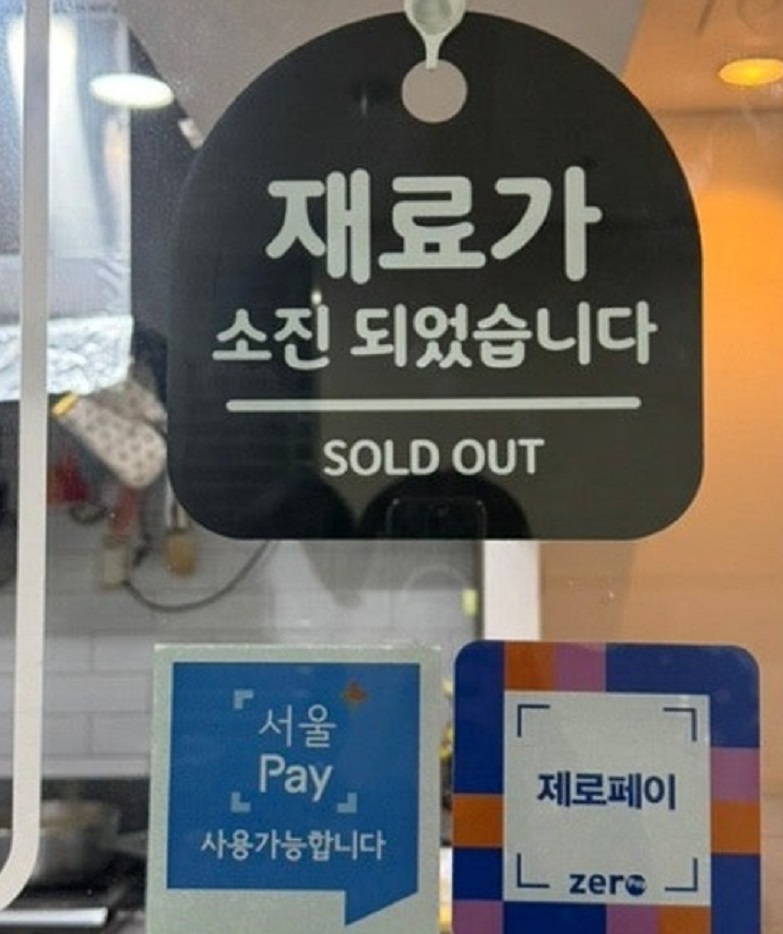 재료가
소진 되었습니다
SOLD OUT
서울
Pay
사용가능합니다
제로페이
zero Pay